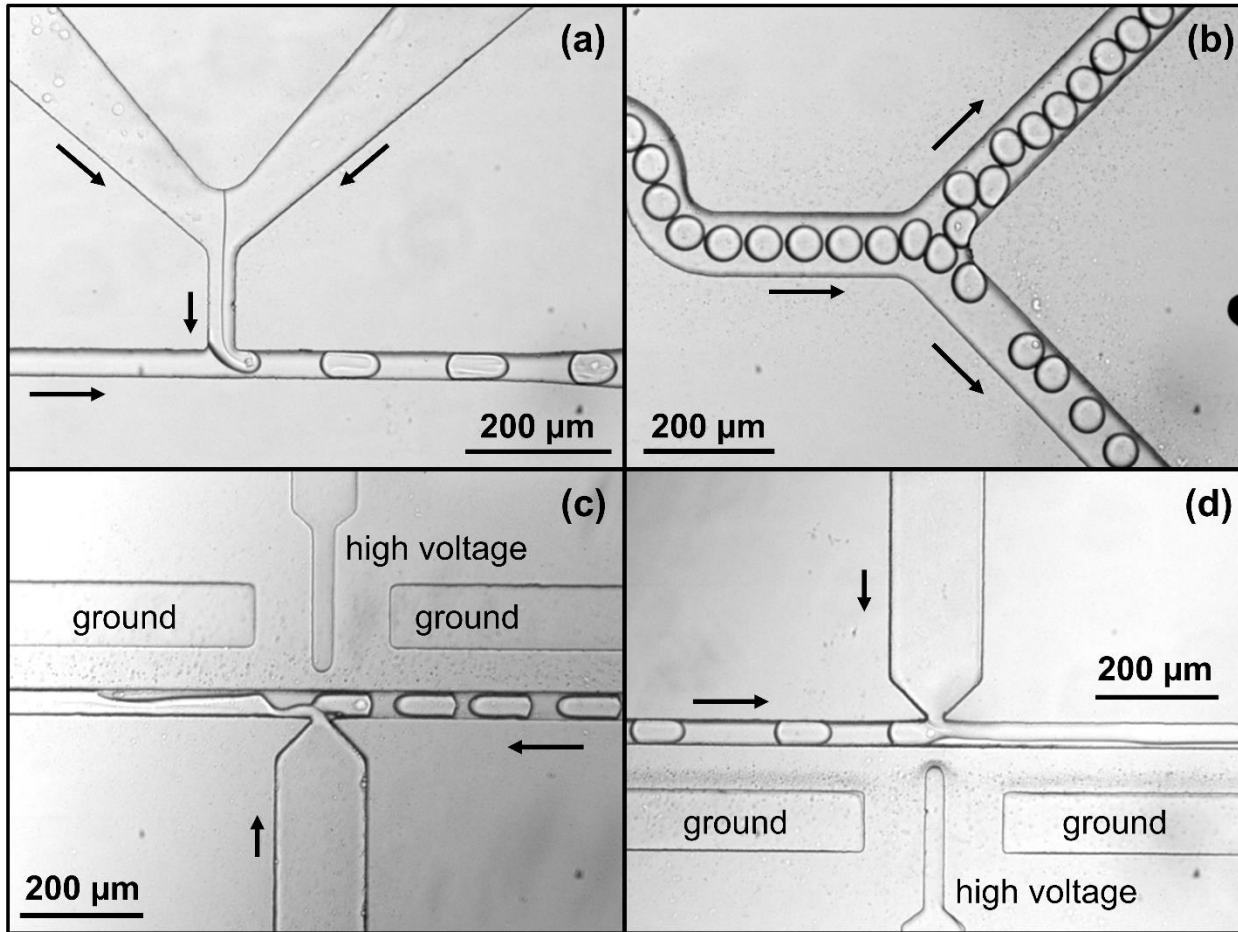 (a)
200 µm
(b)
200 µm
(c)
high voltage
ground
ground
200 µm
(d)
200 µm
ground
ground
high voltage